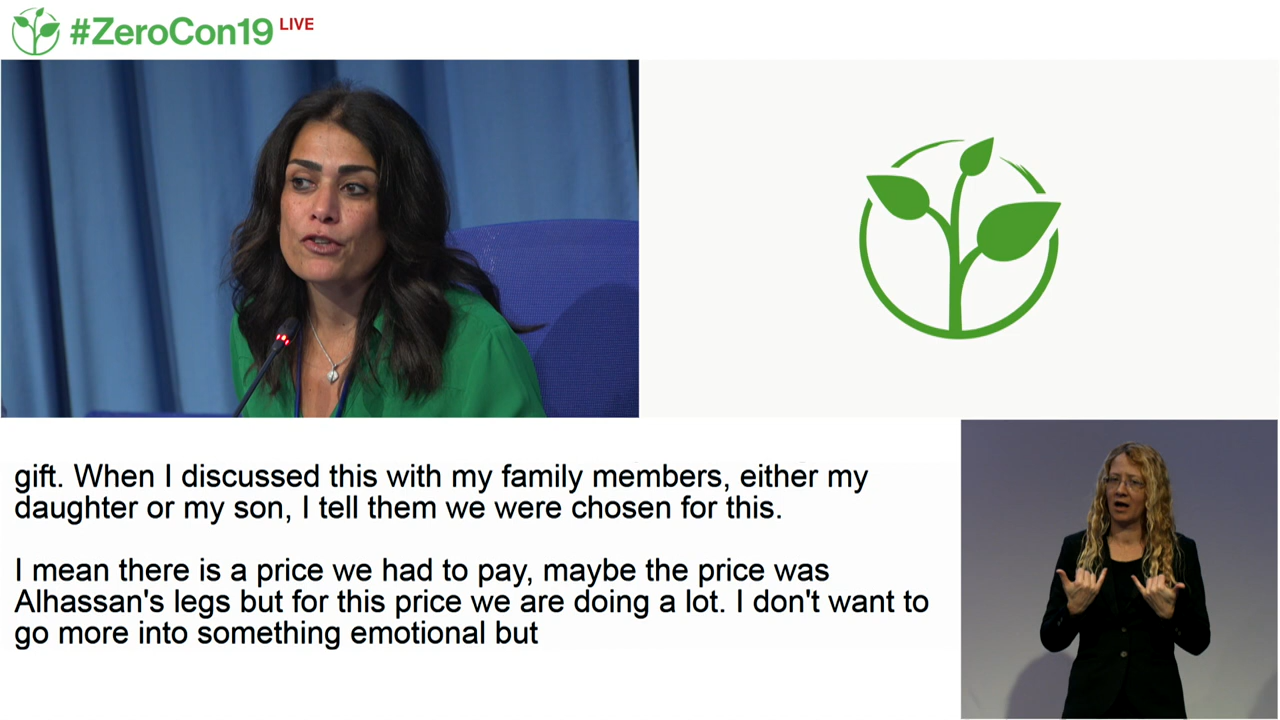 #ZeroCon19 LIVE
gift. When I discussed this with my family members, either my
daughter or my son, I tell them we were chosen for this.
I mean there is a price we had to pay, maybe the price was
Alhassan's legs but for this price we are doing a lot. I don't want to
go more into something emotional but